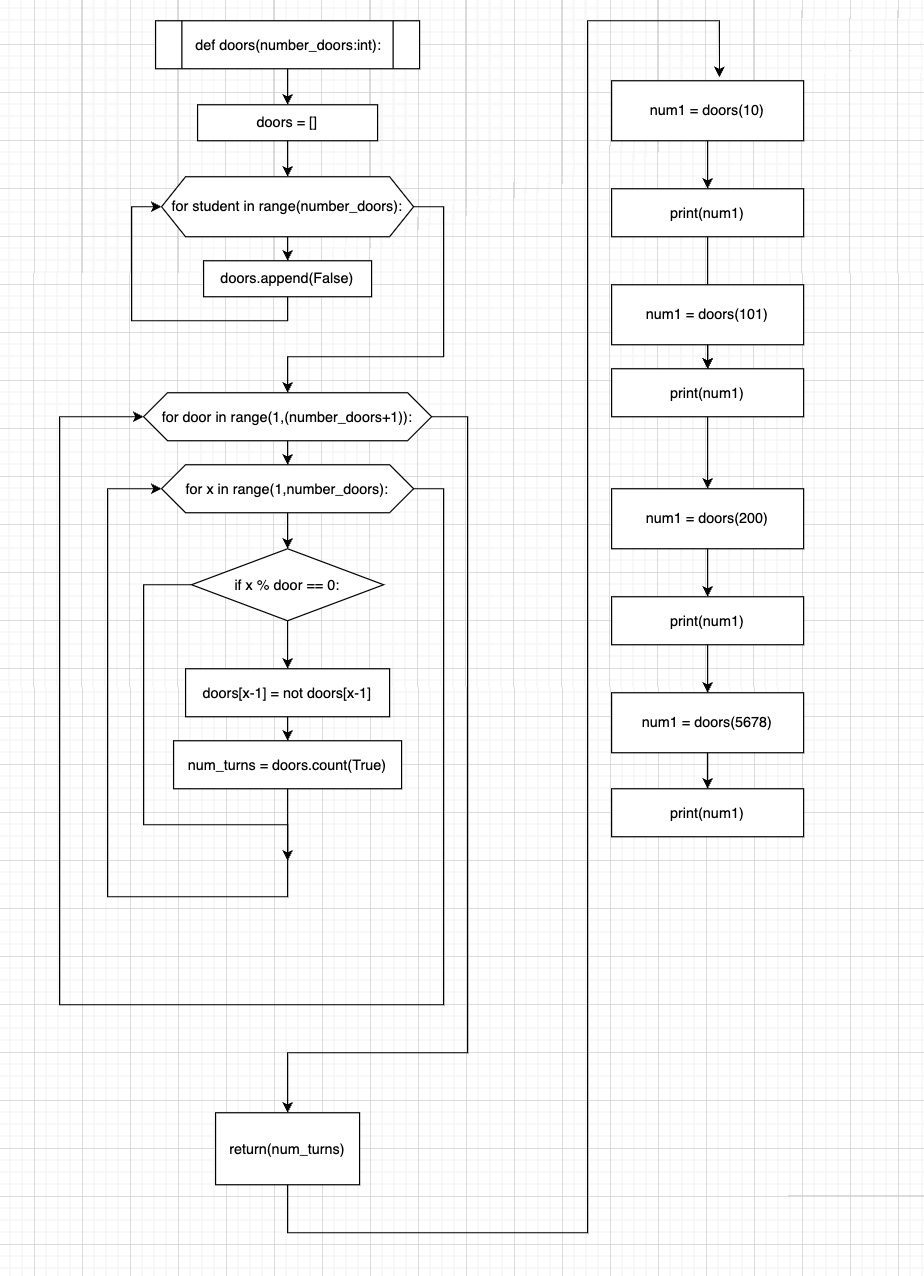 def doors(number_doors:int):
doors = []
for student in range(number_doors):
doors.append(False)
for door in range(1,(number_doors+1)):
for x in range(1,number_doors):
if x % door == 0:
doors[x-1] = not doors[x-1]
num_turns = doors.count(True)
return(num_turns)
num1 = doors(10)
print(num1)
num1 = doors(101)
print(num1)
num1 = doors(200)
print(num1)
num1 = doors(5678)
print(num1)